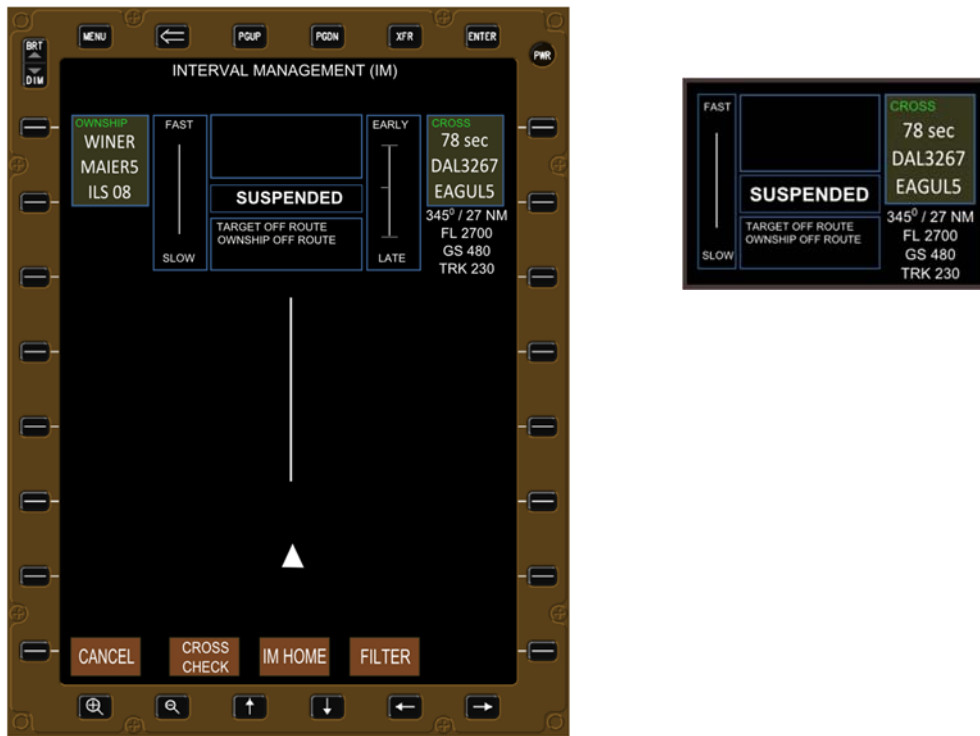 MENU
PGUP
PGDN
XFR
ENTER
BRT
DIM
PWR
INTERVAL MANAGEMENT (IM)
OWNSHIP
WINER
MAIER5
ILS 08
FAST
SLOW
SUSPENDED
TARGET OFF ROUTE
OWNSHIP OFF ROUTE
EARLY
LATE
CROSS
78 sec
DAL3267
EAGUL5
345⁰ / 27 NM
FL 2700
GS 480
TRK 230
CANCEL
CROSS
CHECK
IM HOME
FILTER
FAST
SLOW
SUSPENDED
TARGET OFF ROUTE
OWNSHIP OFF ROUTE
CROSS
78 sec
DAL3267
EAGUL5
345⁰ / 27 NM
FL 2700
GS 480
TRK 230